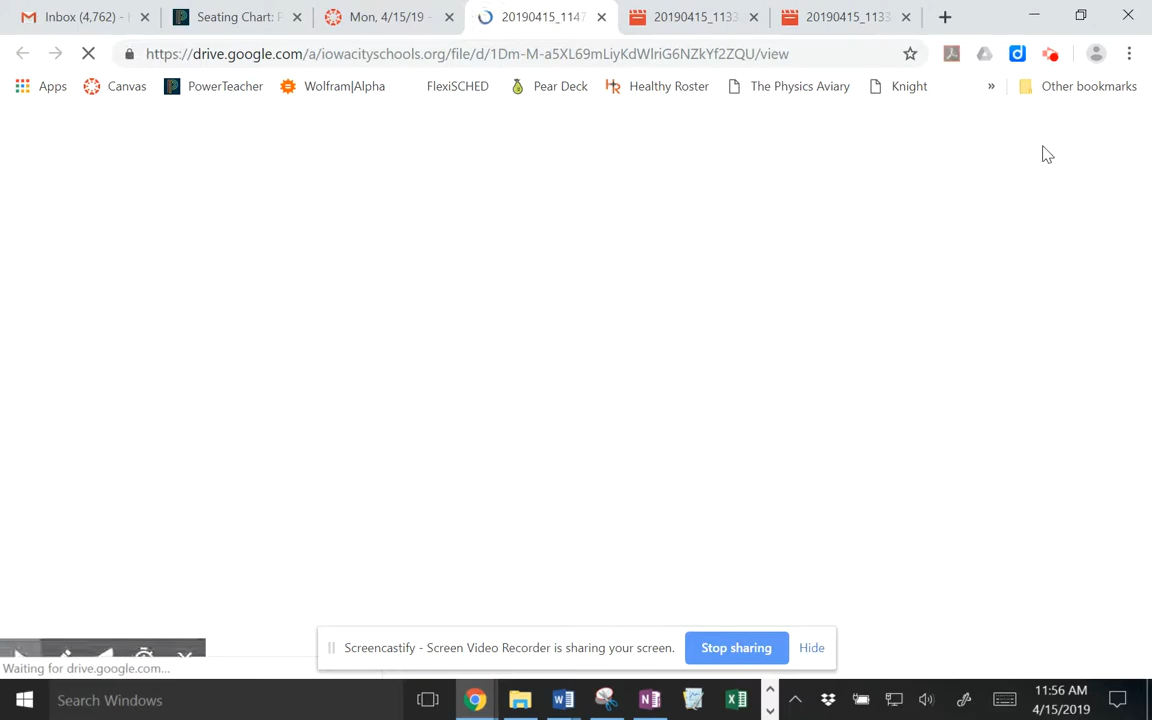 Inbox (4,762) -
Seating Chart: P
Mon, 4/15/19 -
20190415_1147
20190415_1133
20190415_1133
https://drive.google.com/a/iowacityschools.org/file/d/1Dm-M-a5XL69mLiyKdWlriG6NZkYf2ZQU/view
Apps
Canvas
PowerTeacher
Wolfram|Alpha
FlexiSCHED
Pear Deck
Healthy Roster
The Physics Aviary
Knight
»
Other bookmarks
Screencastify - Screen Video Recorder is sharing your screen.
Stop sharing
Hide
Waiting for drive.google.com...
Search Windows
11:56 AM
4/15/2019